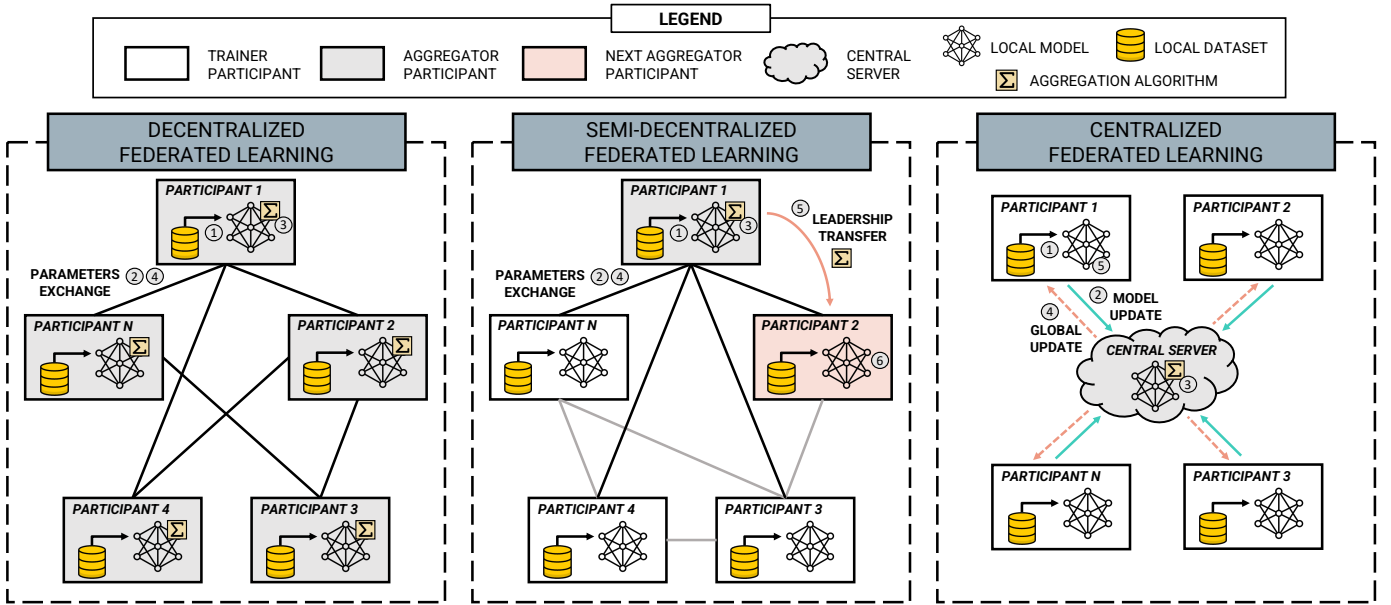 LEGEND
TRAINER
PARTICIPANT
AGGREGATOR
PARTICIPANT
NEXT AGGREGATOR
PARTICIPANT
CENTRAL
SERVER
LOCAL MODEL
LOCAL DATASET
Σ AGGREGATION ALGORITHM
DECENTRALIZED
FEDERATED LEARNING
PARTICIPANT 1
Σ
1
3
PARAMETERS 2 4
EXCHANGE
PARTICIPANT N
Σ
PARTICIPANT 2
Σ
PARTICIPANT 4
Σ
PARTICIPANT 3
Σ
SEMI-DECENTRALIZED
FEDERATED LEARNING
PARTICIPANT 1
Σ
1
3
5 LEADERSHIP
TRANSFER
Σ
PARAMETERS 2 4
EXCHANGE
PARTICIPANT N
PARTICIPANT 2
6
PARTICIPANT 4
PARTICIPANT 3
CENTRALIZED
FEDERATED LEARNING
PARTICIPANT 1
1
5
PARTICIPANT 2
2 MODEL
UPDATE
4 GLOBAL
UPDATE
CENTRAL SERVER
Σ
3
PARTICIPANT N
PARTICIPANT 3